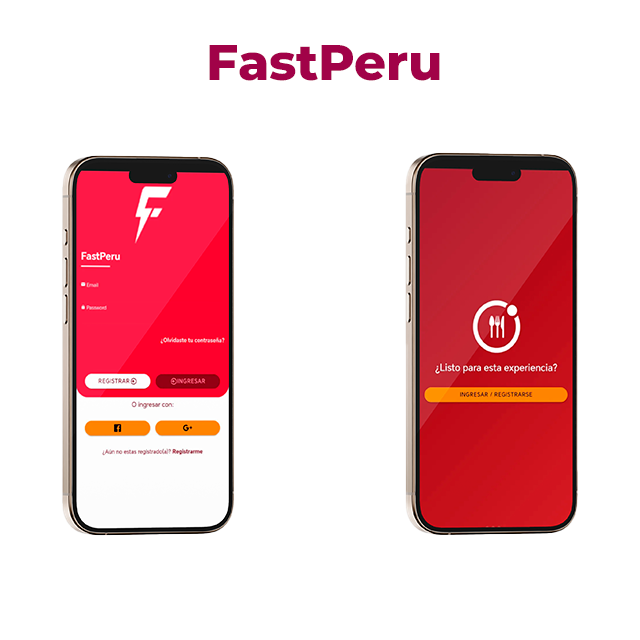 FastPeru
FastPeru
Email
Password
¿Olvidaste tu contraseña?
REGISTRAR
INGRESAR
O ingresar con:
G+
¿Aún no estas registrado(a)? Registrarme
¿Listo para esta experiencia?
INGRESAR / REGISTRARSE